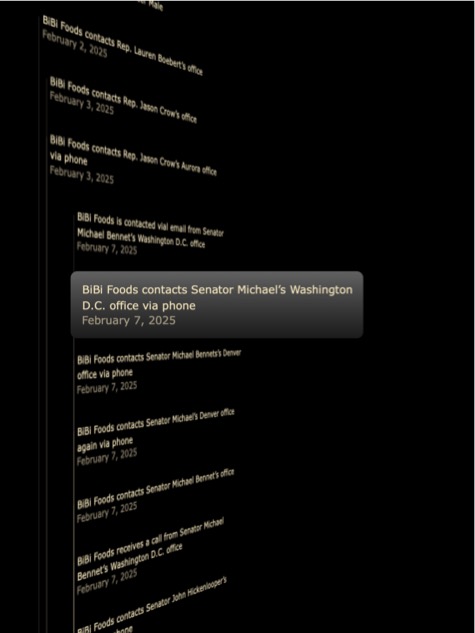 Male
BiBi Foods contacts Rep. Lauren Boebert's office
February 2, 2025
BiBi Foods contacts Rep. Jason Crow's office
February 3, 2025
BiBi Foods contacts Rep. Jason Crow's Aurora office
via phone
February 3, 2025
BiBi Foods is contacted vial email from Senator
Michael Bennet's Washington D.C. office
February 7, 2025
BiBi Foods contacts Senator Michael’s Washington
D.C. office via phone
February 7, 2025
BiBi Foods contacts Senator Michael Bennets's Denver
office via phone
February 7, 2025
BiBi Foods contacts Senator Michael's Denver office
again via phone
February 7, 2025
BiBi Foods contacts Senator Michael Bennet's office
February 7, 2025
BiBi Foods receives a call from Senator Michael
Bennet's Washington D.C. office
February 7, 2025
BiBi Foods contacts Senator John Hickenlooper's
phone